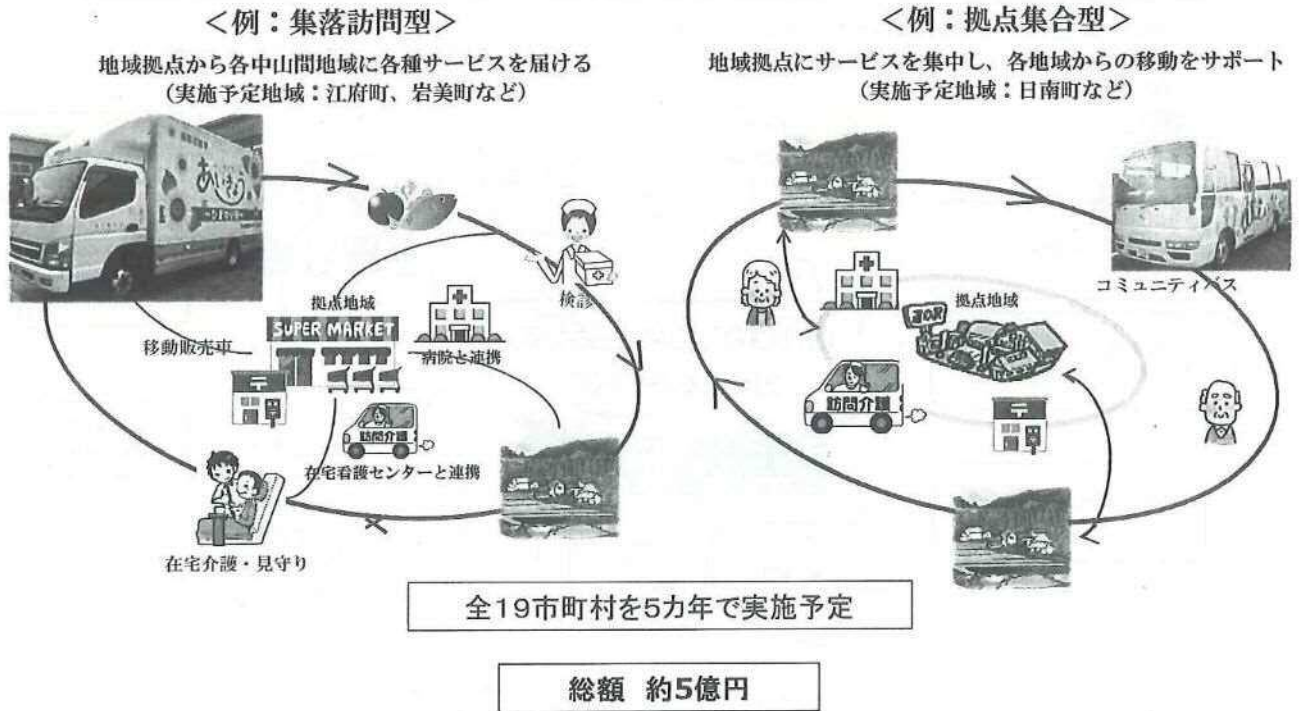 ＜例：集落訪問型＞
地域拠点から各中山間地域に各種サービスを届ける
（実施予定地域：江府町、岩美町など）
あいきょう
検診
拠点地域
SUPER MARKET
移動販売車
病院と連携
訪問介護
在宅看護センターと連携
在宅介護・見守り
＜例：拠点集合型＞
地域拠点にサービスを集中し、各地域からの移動をサポート
（実施予定地域：日南町など）
コミュニティバス
拠点地域
訪問介護
全19市町村を5カ年で実施予定
総額 約5億円